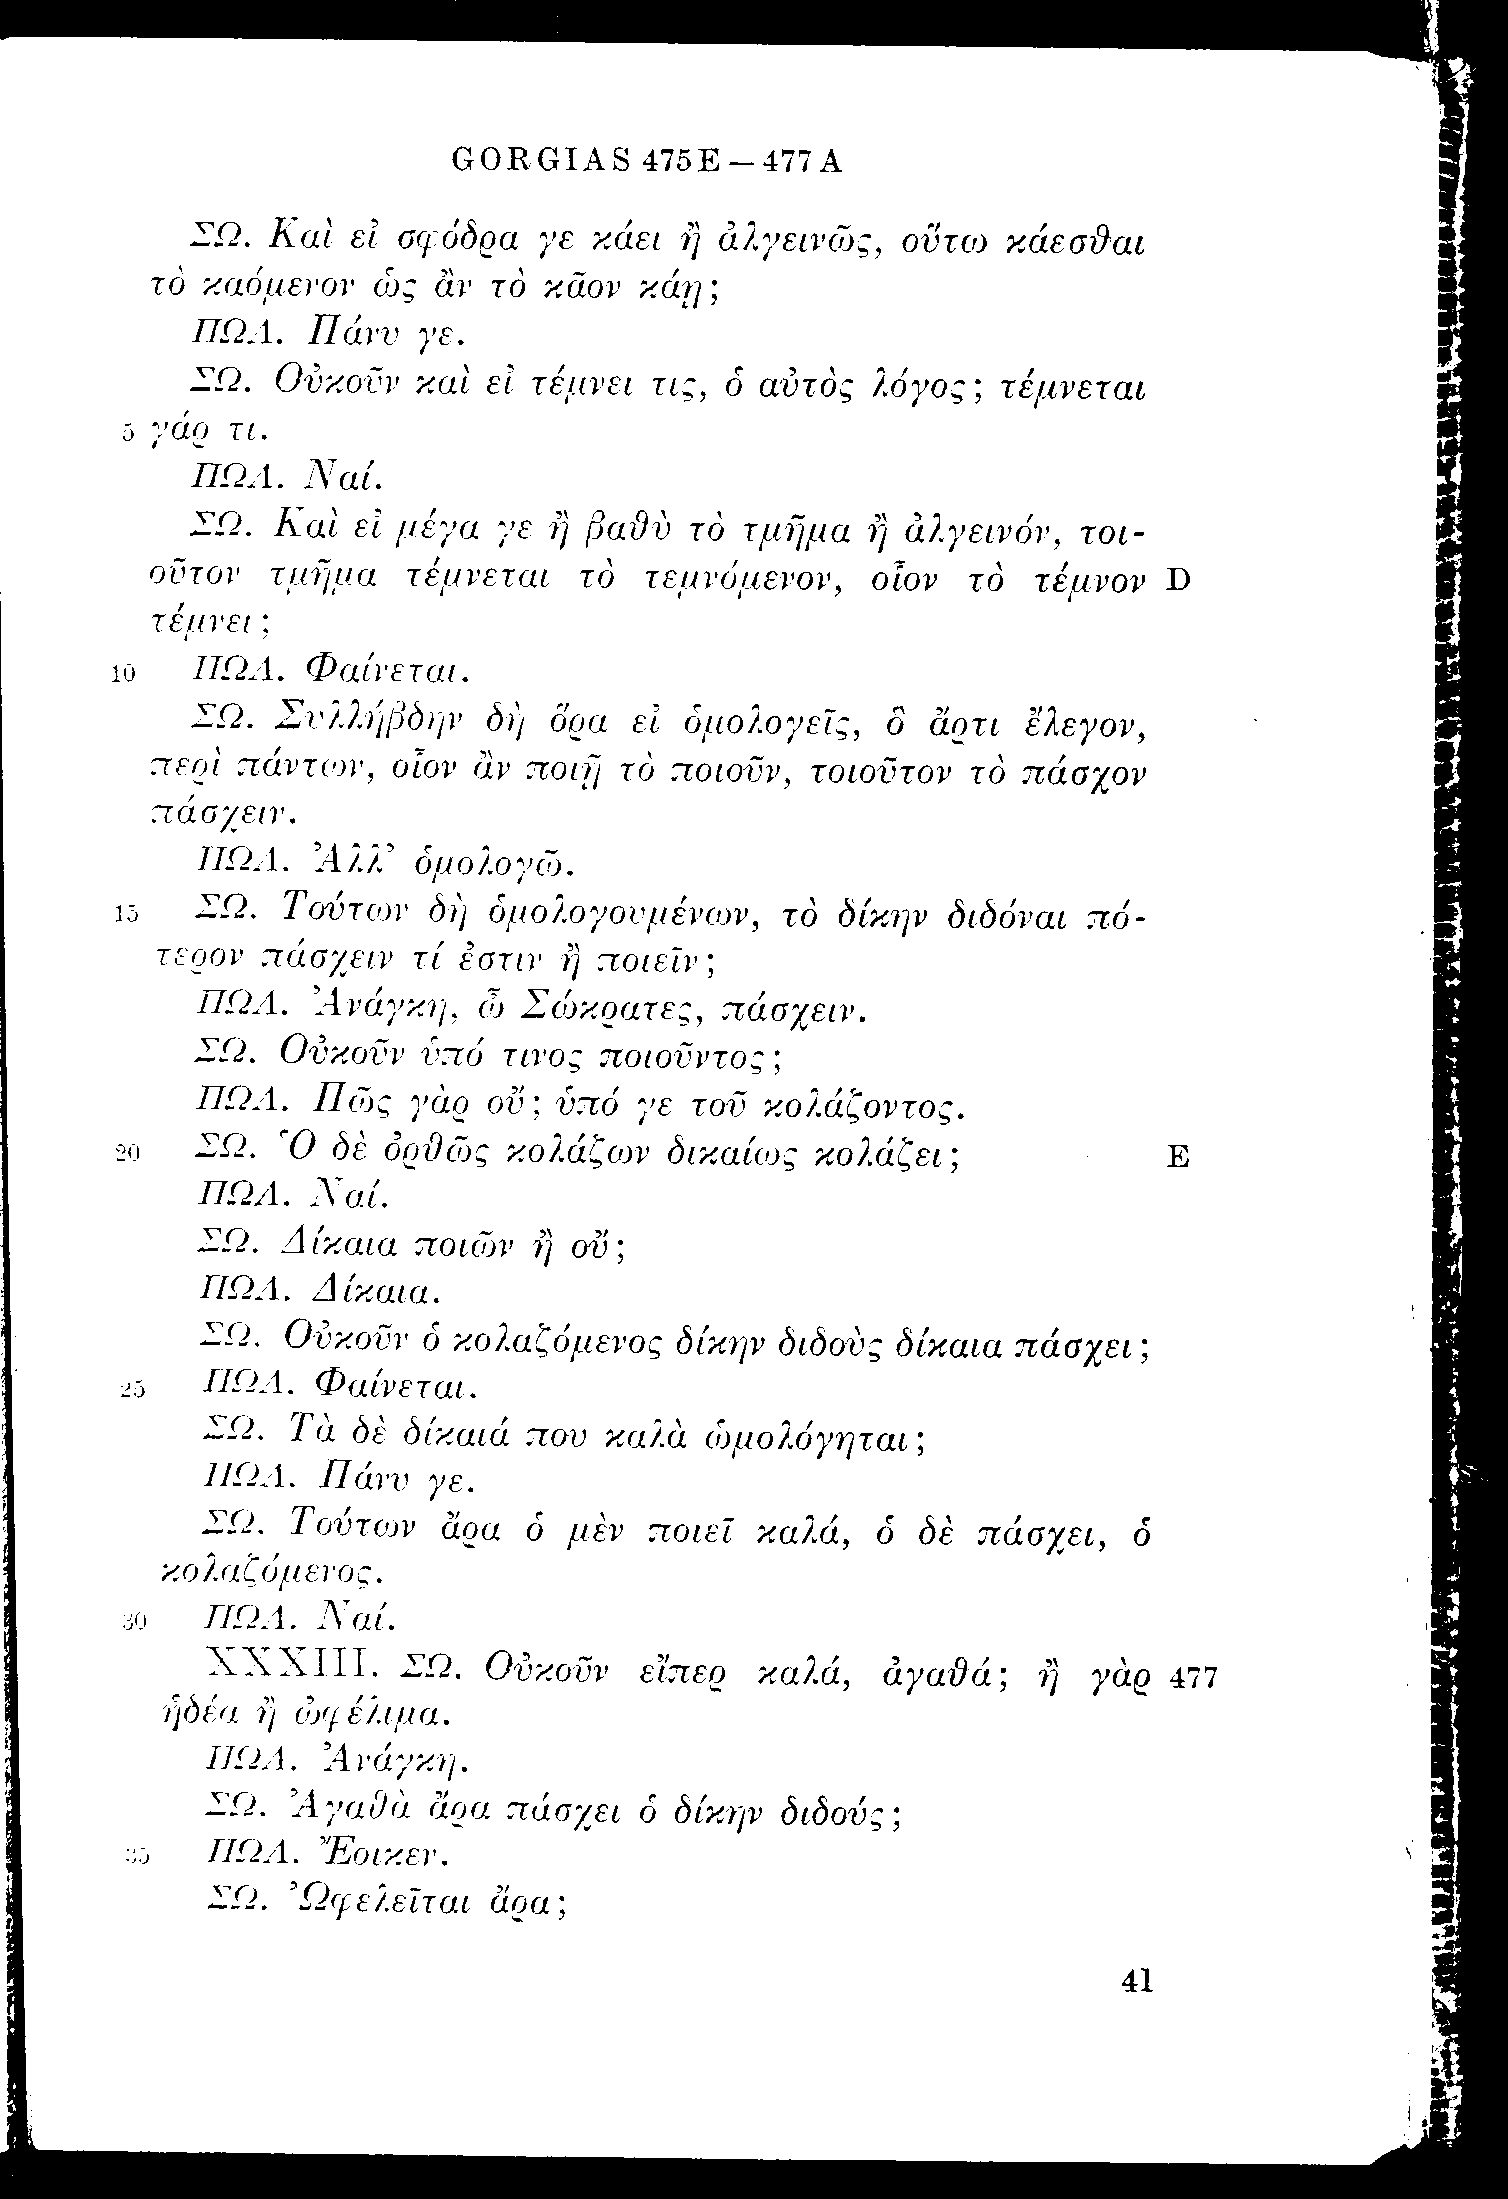 GORGIAS 475E — 477A
ΣΩ. Καὶ εἰ σφόδρα γε κάει ἢ ἀλγεινῶς, οὕτω κάεσθαι
τὸ καόμενον ὡς ἂν τὸ κᾶον κάῃ;
ΠΩΛ. Πάνυ γε.
ΣΩ. Οὐκοῦν καὶ εἰ τέμνει τις, ὁ αὐτὸς λόγος; τέμνεται
5 γάρ τι.
ΠΩΛ. Ναί.
ΣΩ. Καὶ εἰ μέγα γε ἢ βαθὺ τὸ τμῆμα ἢ ἀλγεινόν, τοι-
οῦτον τμῆμα τέμνεται τὸ τεμνόμενον, οἷον τὸ τέμνον D
τέμνει;
10 ΠΩΛ. Φαίνεται.
ΣΩ. Συλλήβδην δὴ ὅρα εἰ ὁμολογεῖς, ὃ ἄρτι ἔλεγον,
περὶ πάντων, οἷον ἂν ποιῇ τὸ ποιοῦν, τοιοῦτον τὸ πάσχον
πάσχειν.
ΠΩΛ. Ἀλλ’ ὁμολογῶ.
15 ΣΩ. Τούτων δὴ ὁμολογουμένων, τὸ δίκην διδόναι πό-
τερον πάσχειν τί ἐστιν ἢ ποιεῖν;
ΠΩΛ. Ἀνάγκη, ὦ Σώκρατες, πάσχειν.
ΣΩ. Οὐκοῦν ὑπό τινος ποιοῦντος;
ΠΩΛ. Πῶς γὰρ οὔ; ὑπό γε τοῦ κολάζοντος.
20 ΣΩ. Ὁ δὲ ὀρθῶς κολάζων δικαίως κολάζει; E
ΠΩΛ. Ναί.
ΣΩ. Δίκαια ποιῶν ἢ οὔ;
ΠΩΛ. Δίκαια.
ΣΩ. Οὐκοῦν ὁ κολαζόμενος δίκην διδοὺς δίκαια πάσχει;
25 ΠΩΛ. Φαίνεται.
ΣΩ. Τὰ δὲ δίκαιά που καλὰ ὡμολόγηται;
ΠΩΛ. Πάνυ γε.
ΣΩ. Τούτων ἄρα ὁ μὲν ποιεῖ καλά, ὁ δὲ πάσχει, ὁ
κολαζόμενος.
30 ΠΩΛ. Ναί.
XXXIII. ΣΩ. Οὐκοῦν εἴπερ καλά, ἀγαθά; ἢ γὰρ 477
ἡδέα ἢ ὠφέλιμα.
ΠΩΛ. Ἀνάγκη.
ΣΩ. Ἀγαθὰ ἄρα πάσχει ὁ δίκην διδούς;
35 ΠΩΛ. Ἔοικεν.
ΣΩ. Ὠφελεῖται ἄρα;
41